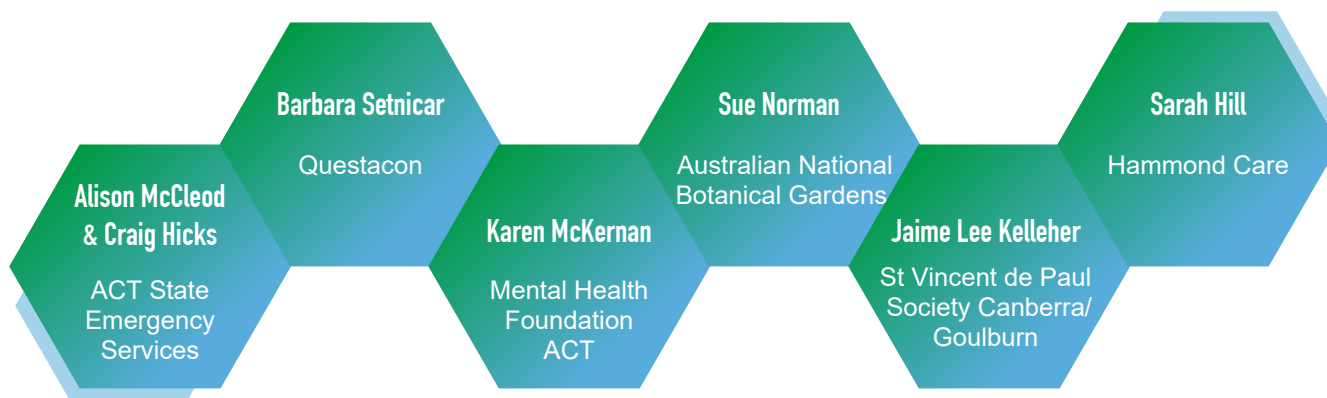 Alison McCleod
& Craig Hicks
ACT State
Emergency
Services
Barbara Setnicar
Questacon
Karen McKernan
Mental Health
Foundation
ACT
Sue Norman
Australian National
Botanical Gardens
Jaime Lee Kelleher
St Vincent de Paul
Society Canberra/
Goulburn
Sarah Hill
Hammond Care